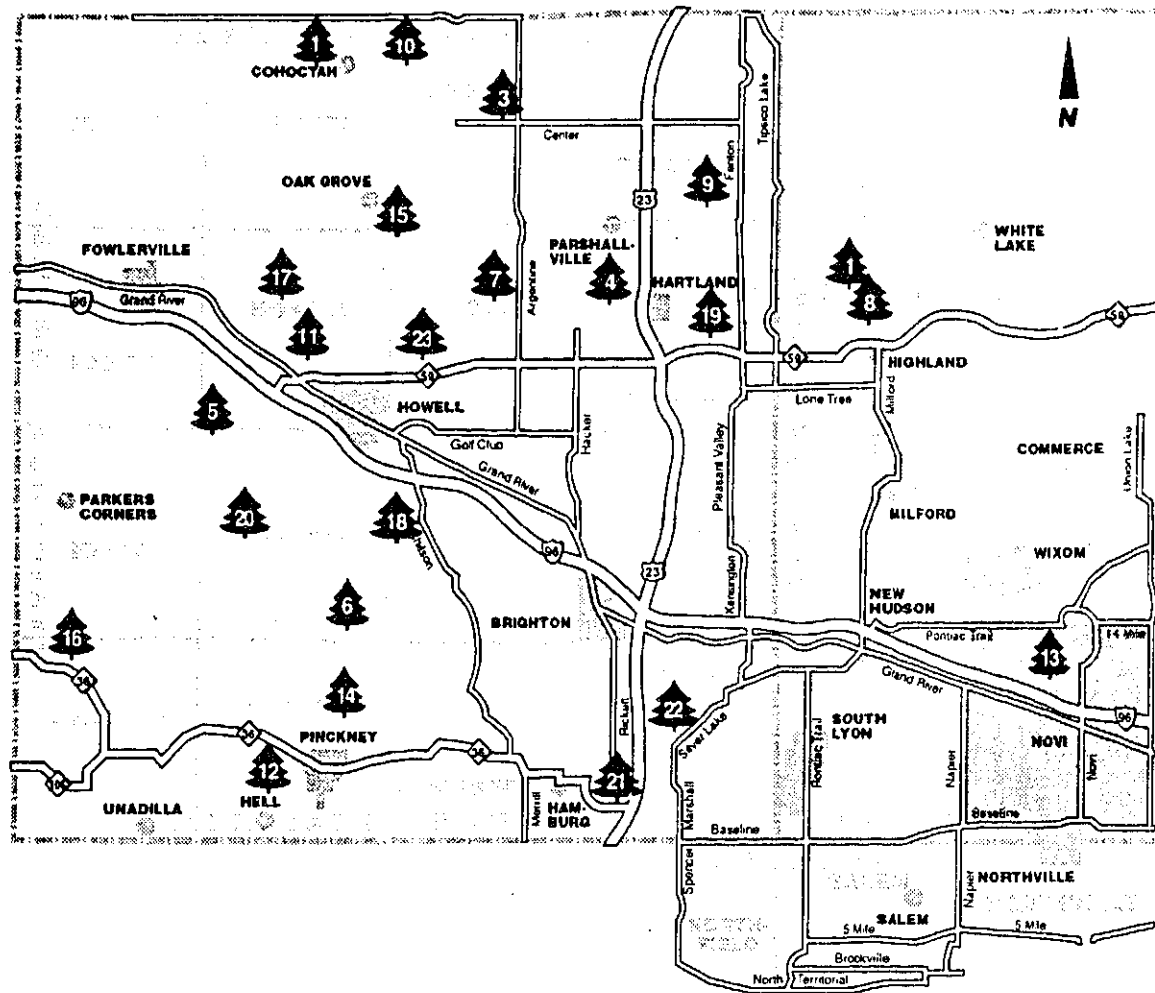 1
10
COHOCTAH
3
Center
Fenton
Tipsico Lake
N
9
OAK GROVE
15
23
FOWLERVILLE
PARSHALL-
VILLE
WHITE
LAKE
17
7
4
HARTLAND
1
8
Grand River
96
Argentine
19
59
11
23
59
59
HIGHLAND
5
HOWELL
Lone Tree
Milford
Hacker
Golf Club
Grand River
Pleasant Valley
COMMERCE
Union Lake
PARKERS
CORNERS
20
18
MILFORD
96
WIXOM
23
Kensington
6
BRIGHTON
NEW
HUDSON
Pontiac Trail
14 Mile
16
13
36
14
22
Grand River
Rickett
Silver Lake
SOUTH
LYON
Pontiac Trail
96
PINCKNEY
36
36
NOVI
Napier
Novi
12
21
106
UNADILLA
HELL
HAM-
BURG
Merrill
Marshall
Baseline
Baseline
Spencer
NORTHVILLE
Napier
SALEM
SALEM
5 Mile
5 Mile
Brookville
North Territorial